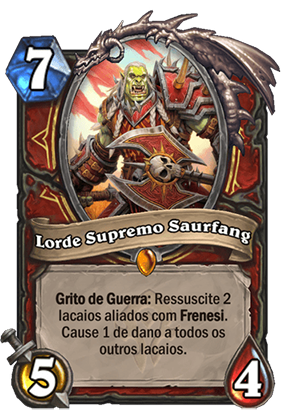 7
Lorde Supremo Saurfang
Grito de Guerra: Ressuscite 2
lacaios aliados com Frenesi.
Cause 1 de dano a todos os
outros lacaios.
5
4